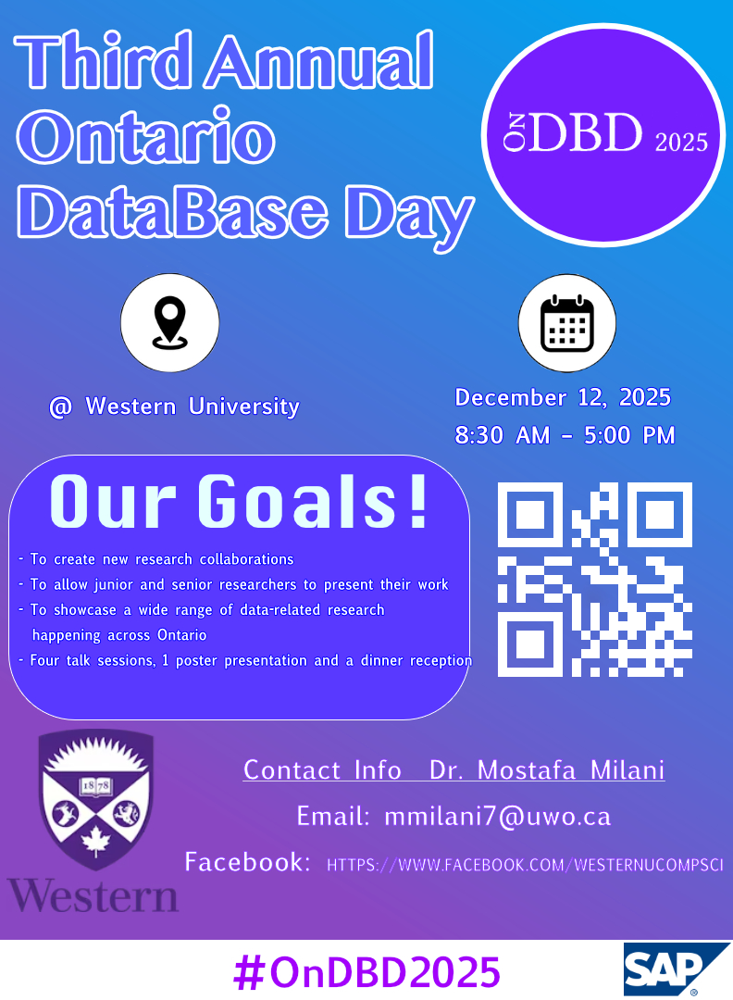 Third Annual
Ontario
DataBase Day
ON DBD 2025
@ Western University
December 12, 2025
8:30 AM – 5:00 PM
Our Goals!
- To create new research collaborations
- To allow junior and senior researchers to present their work
- To showcase a wide range of data-related research
happening across Ontario
- Four talk sessions, 1 poster presentation and a dinner reception
1878
Western
Contact Info Dr. Mostafa Milani
Email: mmilani7@uwo.ca
Facebook: HTTPS://WWW.FACEBOOK.COM/WESTERNUCOMPSCI
#OnDBD2025
SAP®